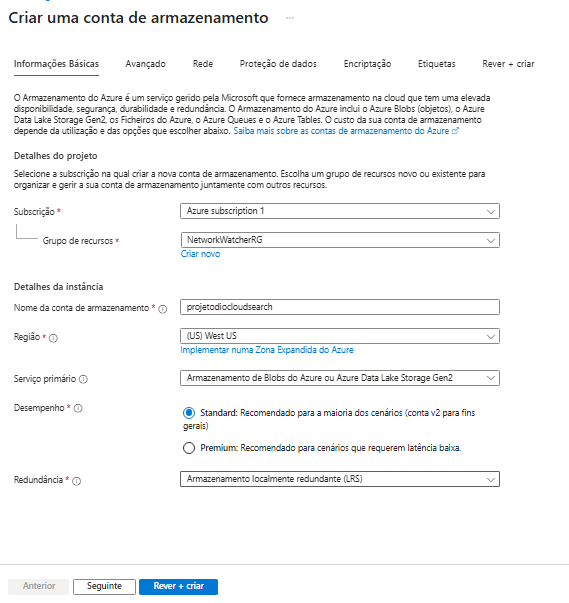 Criar uma conta de armazenamento ...
Informações Básicas Avançado Rede Proteção de dados Encriptação Etiquetas Rever + criar
O Armazenamento do Azure é um serviço gerido pela Microsoft que fornece armazenamento na cloud que tem uma elevada
disponibilidade, segurança, durabilidade e redundância. O Armazenamento do Azure inclui o Azure Blobs (objetos), o Azure
Data Lake Storage Gen2, os Ficheiros do Azure, o Azure Queues e o Azure Tables. O custo da sua conta de armazenamento
depende da utilização e das opções que escolher abaixo. Saiba mais sobre as contas de armazenamento do Azure
Detalhes do projeto
Selecione a subscrição na qual criar a nova conta de armazenamento. Escolha um grupo de recursos novo ou existente para
organizar e gerir a sua conta de armazenamento juntamente com outros recursos.
Subscrição * Azure subscription 1
Grupo de recursos * NetworkWatcherRG
Criar novo
Detalhes da instância
Nome da conta de armazenamento * projetodiocloudsearch
Região * (US) West US
Implementar numa Zona Expandida do Azure
Serviço primário Armazenamento de Blobs do Azure ou Azure Data Lake Storage Gen2
Desempenho * Standard: Recomendado para a maioria dos cenários (conta v2 para fins
gerais)
Premium: Recomendado para cenários que requerem latência baixa.
Redundância * Armazenamento localmente redundante (LRS)
Anterior Seguinte Rever + criar